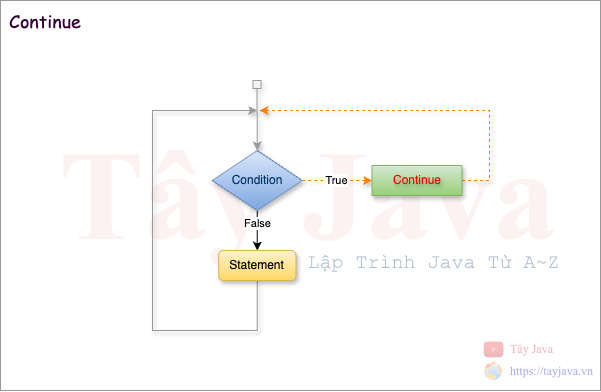 Continue
Tây Java
Condition
True
Continue
False
Statement
Lập Trình Java Từ A~Z
Tây Java
https://tayjava.vn